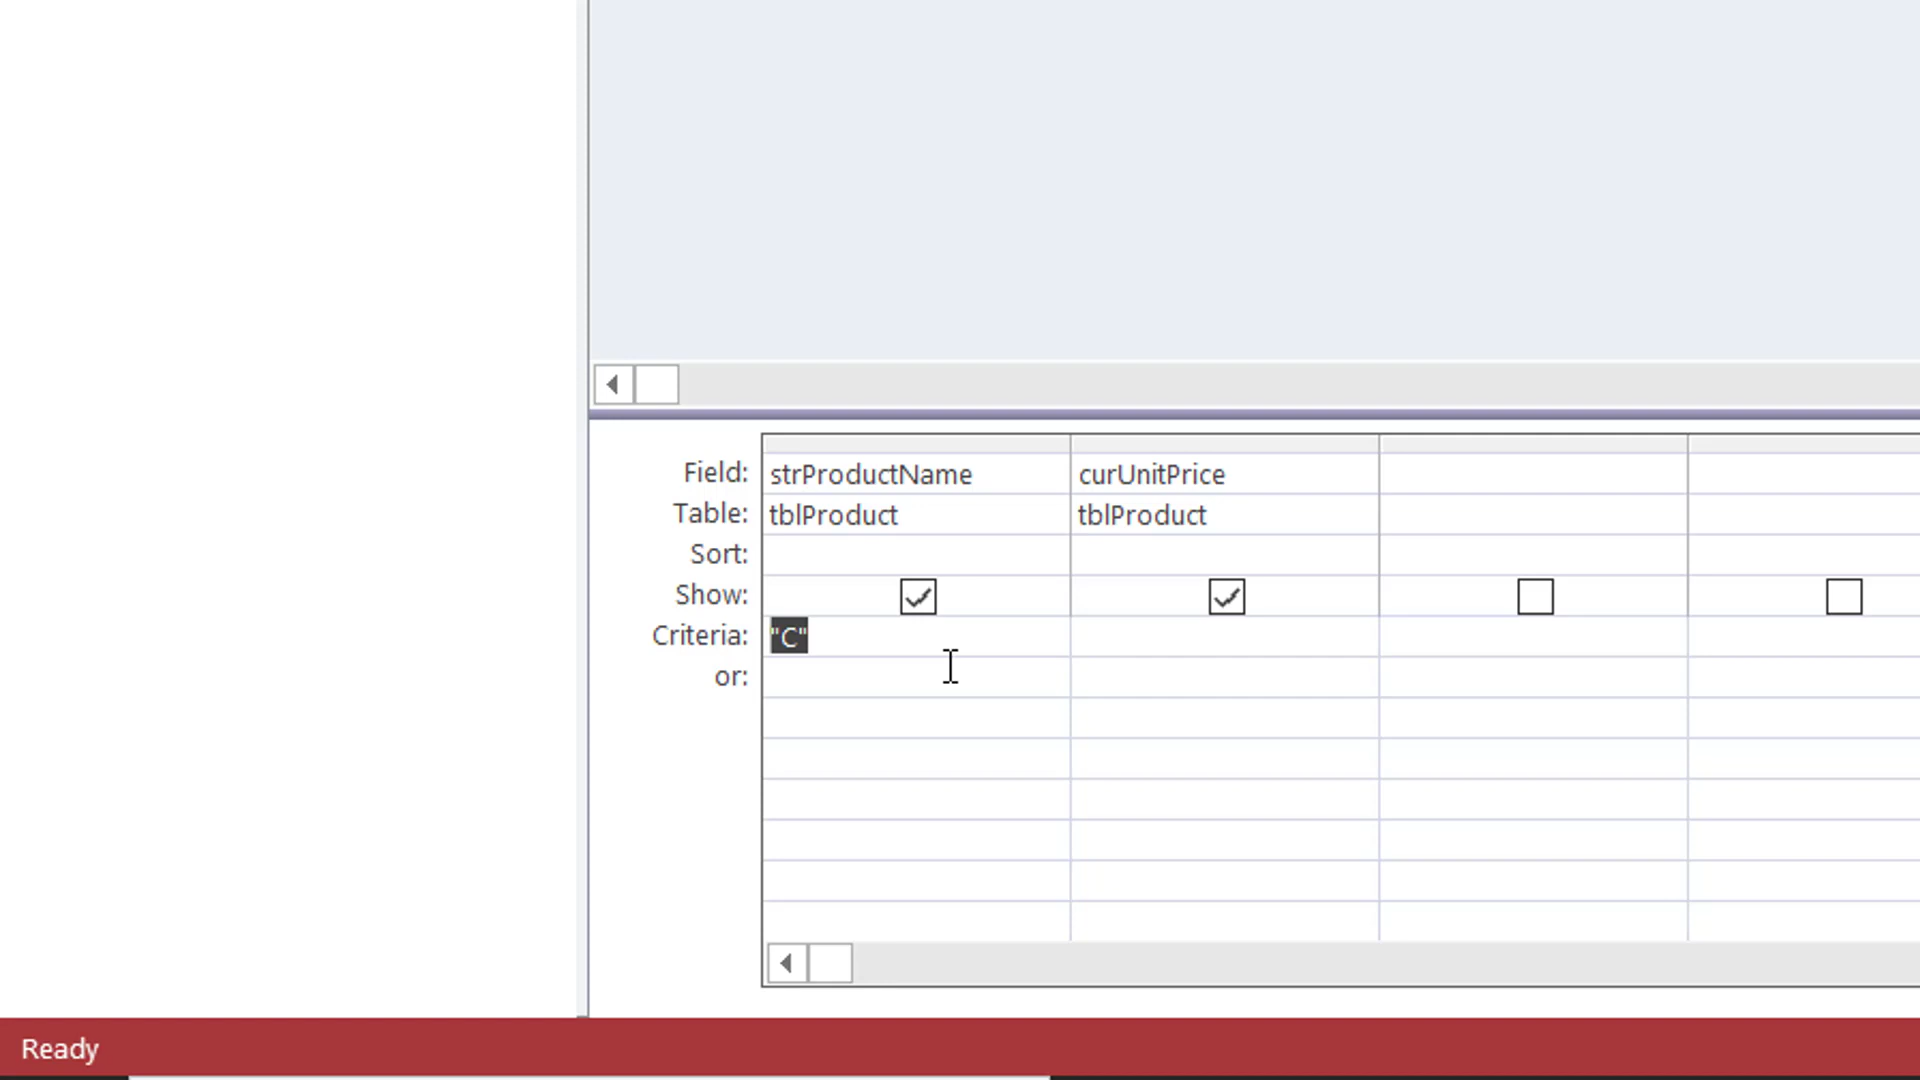 Field: strProductName curUnitPrice
Table: tblProduct tblProduct
Sort:
Show:
Criteria: "C"
or:
Ready